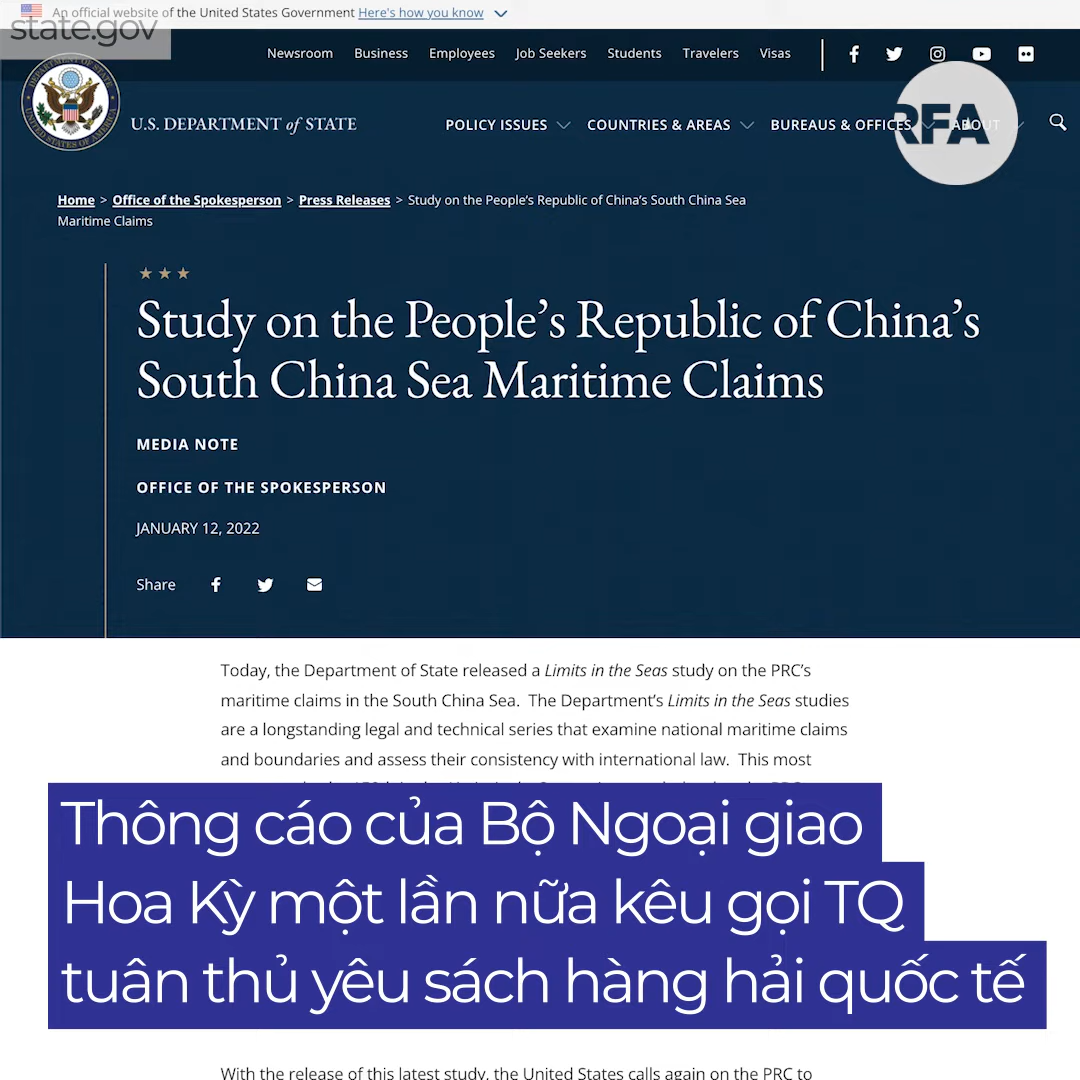 An official website of the United States Government Here's how you know
state.gov
Newsroom Business Employees Job Seekers Students Travelers Visas
U.S. DEPARTMENT of STATE
POLICY ISSUES COUNTRIES & AREAS BUREAUS & OFFICES ABOUT
RFA
Home > Office of the Spokesperson > Press Releases > Study on the People’s Republic of China’s South China Sea
Maritime Claims
Study on the People’s Republic of China’s
South China Sea Maritime Claims
MEDIA NOTE
OFFICE OF THE SPOKESPERSON
JANUARY 12, 2022
Share
Today, the Department of State released a Limits in the Seas study on the PRC’s
maritime claims in the South China Sea. The Department’s Limits in the Seas studies
are a longstanding legal and technical series that examine national maritime claims
and boundaries and assess their consistency with international law. This most
Thông cáo của Bộ Ngoại giao
Hoa Kỳ một lần nữa kêu gọi TQ
tuân thủ yêu sách hàng hải quốc tế
With the release of this latest study, the United States calls again on the PRC to